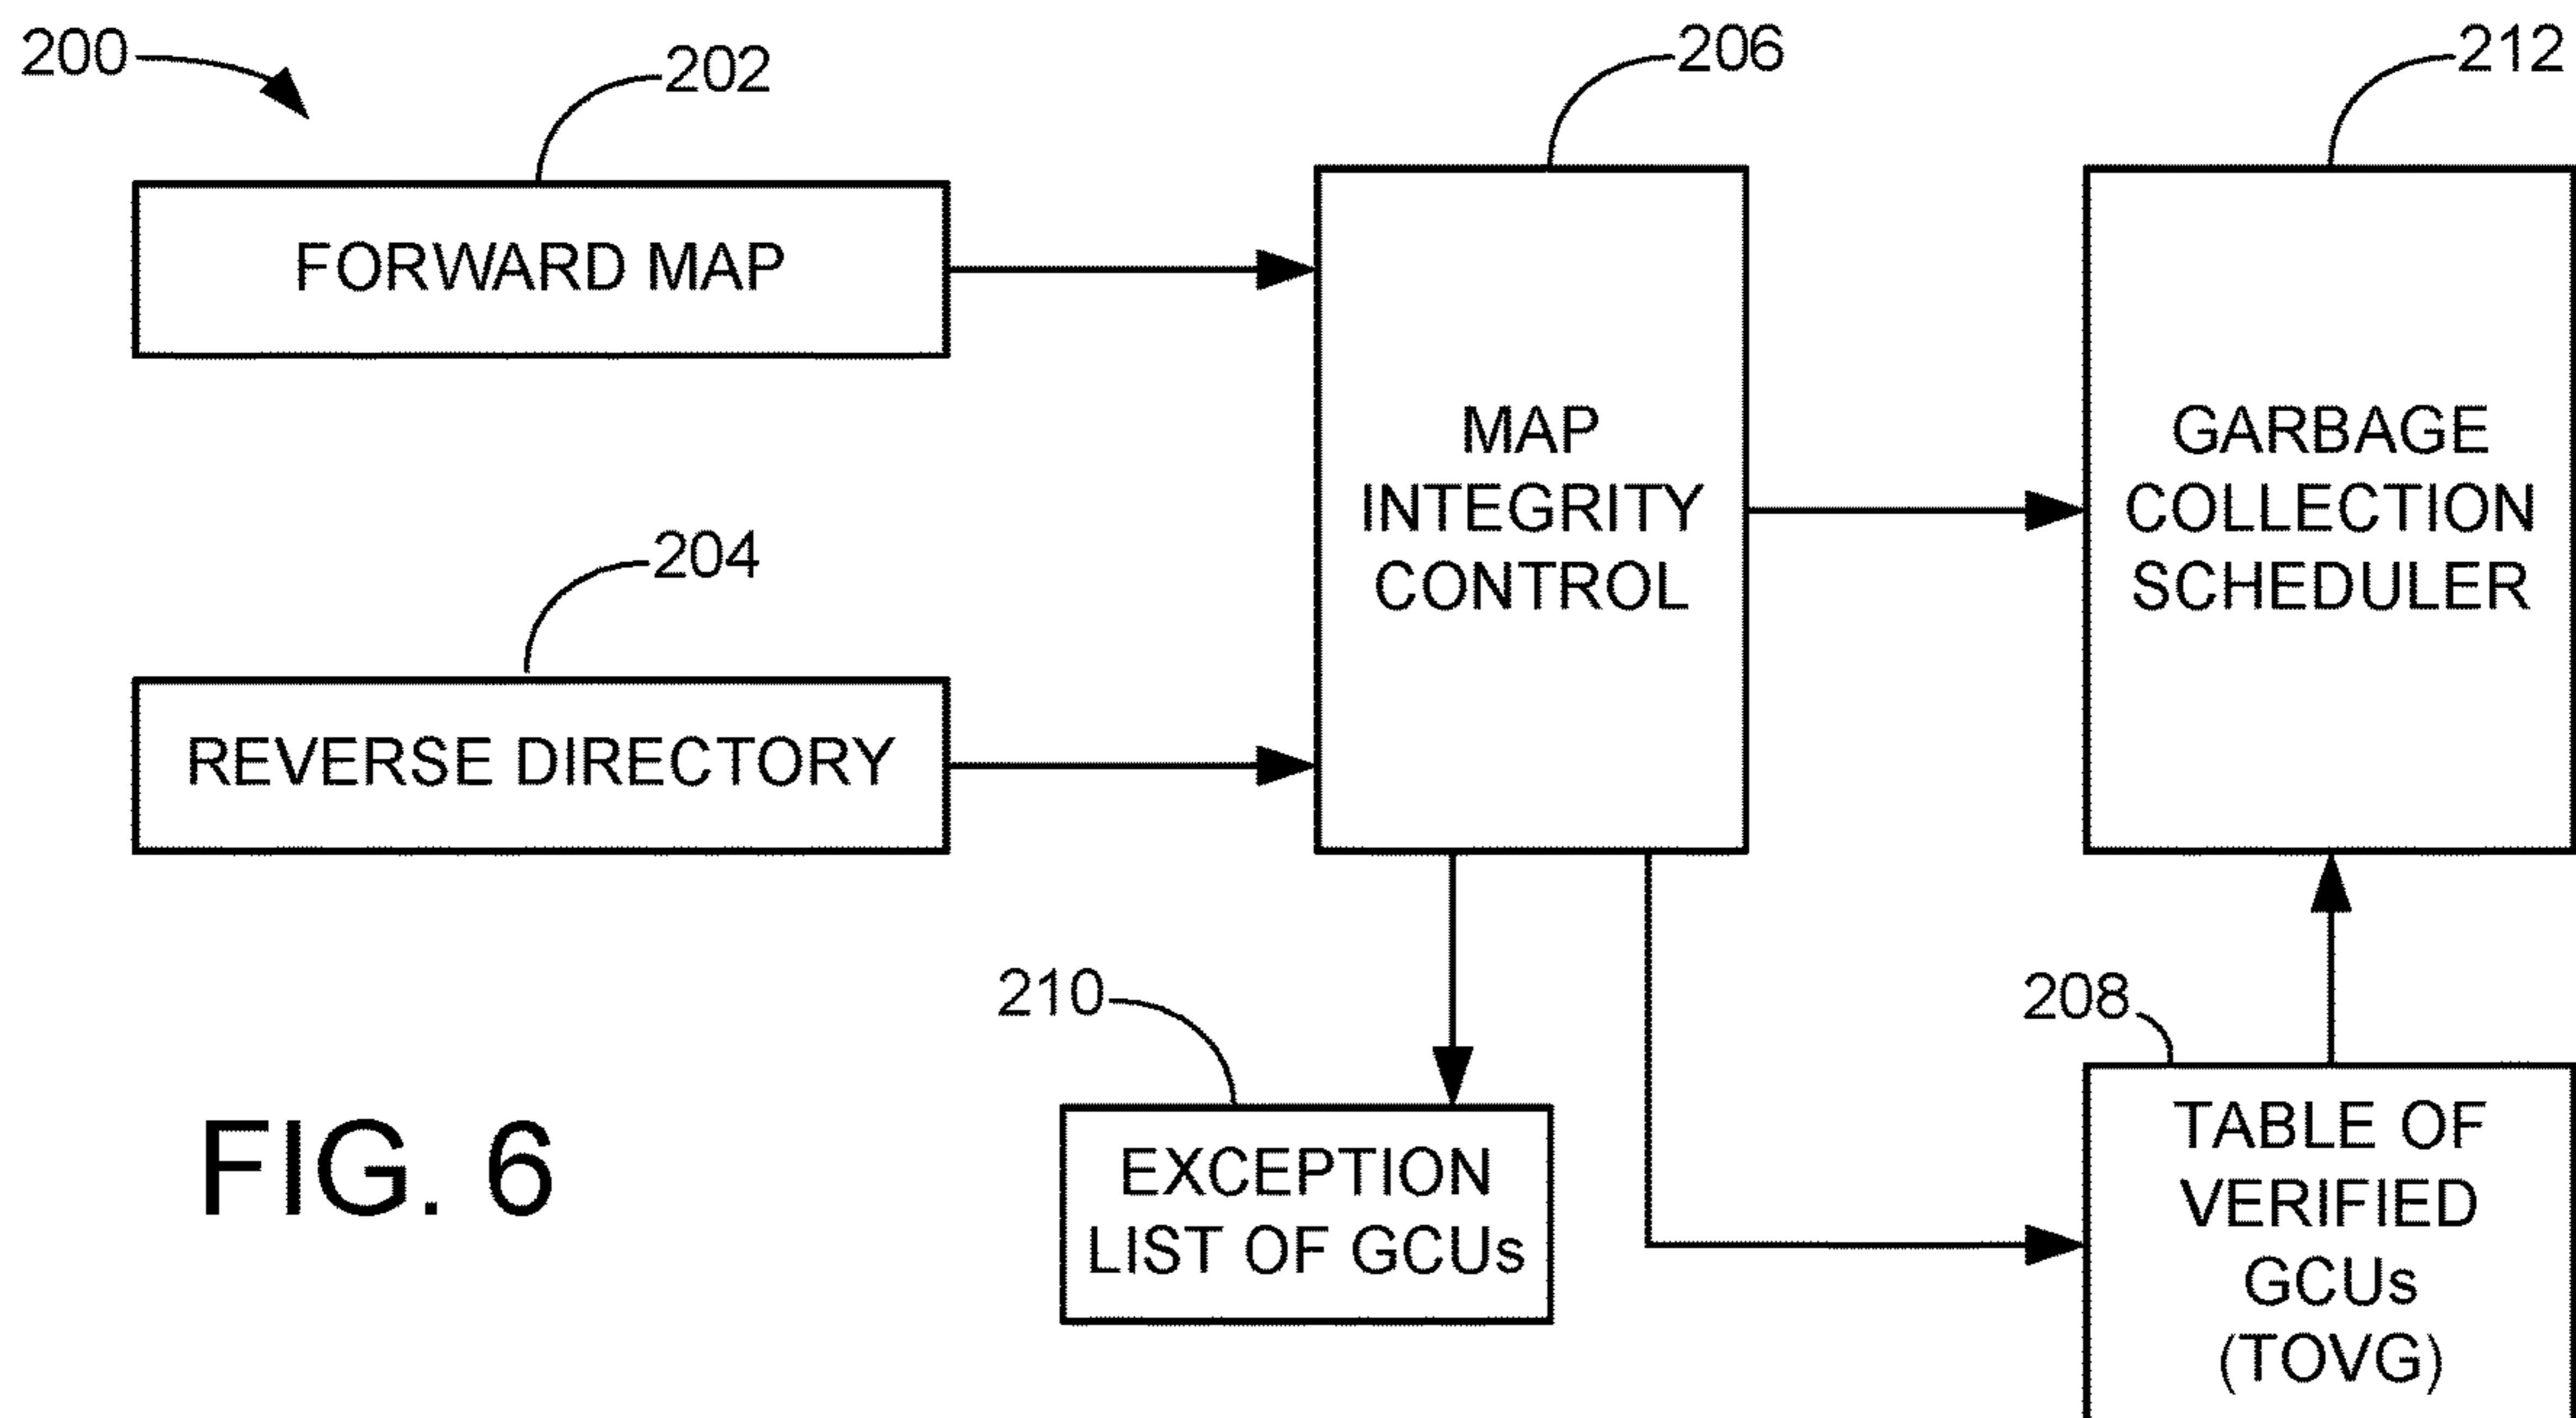 200
202
206
212
FORWARD MAP
MAP
INTEGRITY
CONTROL
GARBAGE
COLLECTION
SCHEDULER
204
REVERSE DIRECTORY
210
208
EXCEPTION
LIST OF GCUs
TABLE OF
VERIFIED
GCUs
(TOVG)
FIG. 6